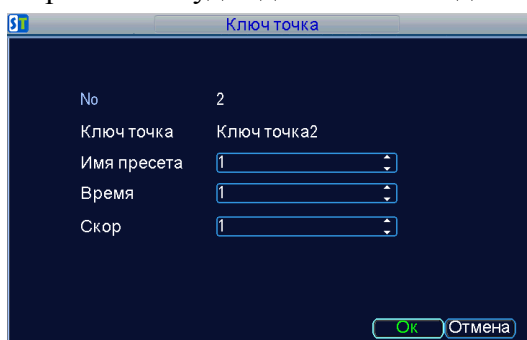 ST Ключ точка
No 2
Ключ точка Ключ точка2
Имя пресета 1
Время 1
Скор 1
Ок Отмена